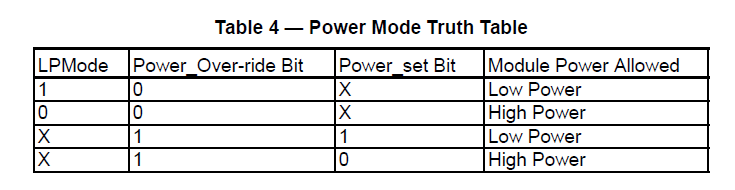 Table 4 — Power Mode Truth Table
LPMode Power_Over-ride Bit Power_set Bit Module Power Allowed
1 0 X Low Power
0 0 X High Power
X 1 1 Low Power
X 1 0 High Power